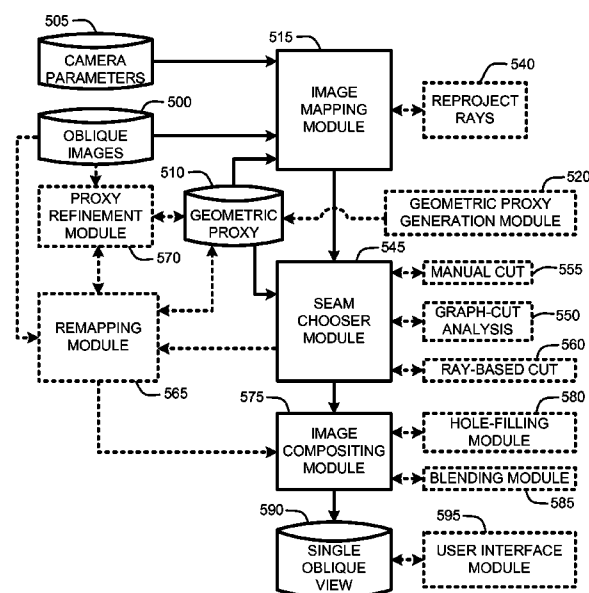 505
CAMERA
PARAMETERS
515
IMAGE
MAPPING
MODULE
540
REPROJECT
RAYS
500
OBLIQUE
IMAGES
510
GEOMETRIC
PROXY
520
GEOMETRIC PROXY
GENERATION MODULE
PROXY
REFINEMENT
MODULE
570
545
SEAM
CHOOSER
MODULE
MANUAL CUT
555
GRAPH-CUT
ANALYSIS
550
560
RAY-BASED CUT
REMAPPING
MODULE
565
575
IMAGE
COMPOSITING
MODULE
580
HOLE-FILLING
MODULE
BLENDING MODULE
585
590
SINGLE
OBLIQUE
VIEW
595
USER INTERFACE
MODULE